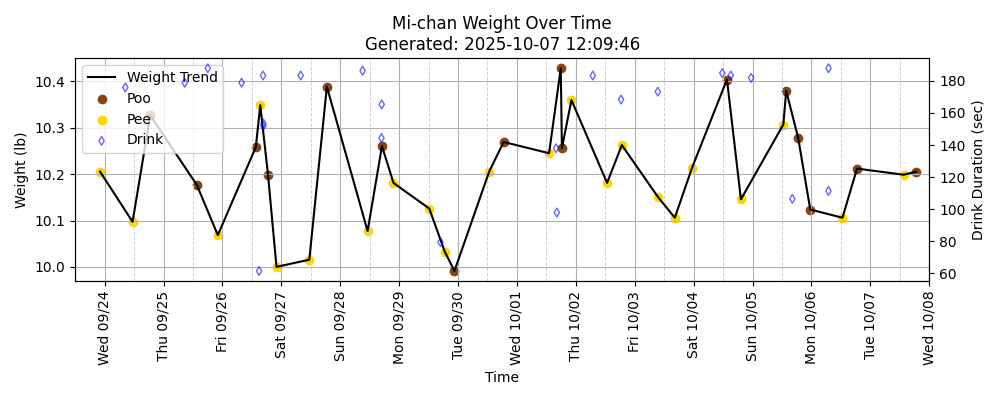 Mi-chan Weight Over Time
Generated: 2025-10-07 12:09:46
Weight (lb)
10.4
10.3
10.2
10.1
10.0
Weight Trend
Poo
Pee
Drink
180
160
140
120
100
80
60
Drink Duration (sec)
Wed 09/24
Thu 09/25
Fri 09/26
Sat 09/27
Sun 09/28
Mon 09/29
Tue 09/30
Wed 10/01
Thu 10/02
Fri 10/03
Sat 10/04
Sun 10/05
Mon 10/06
Tue 10/07
Wed 10/08
Time